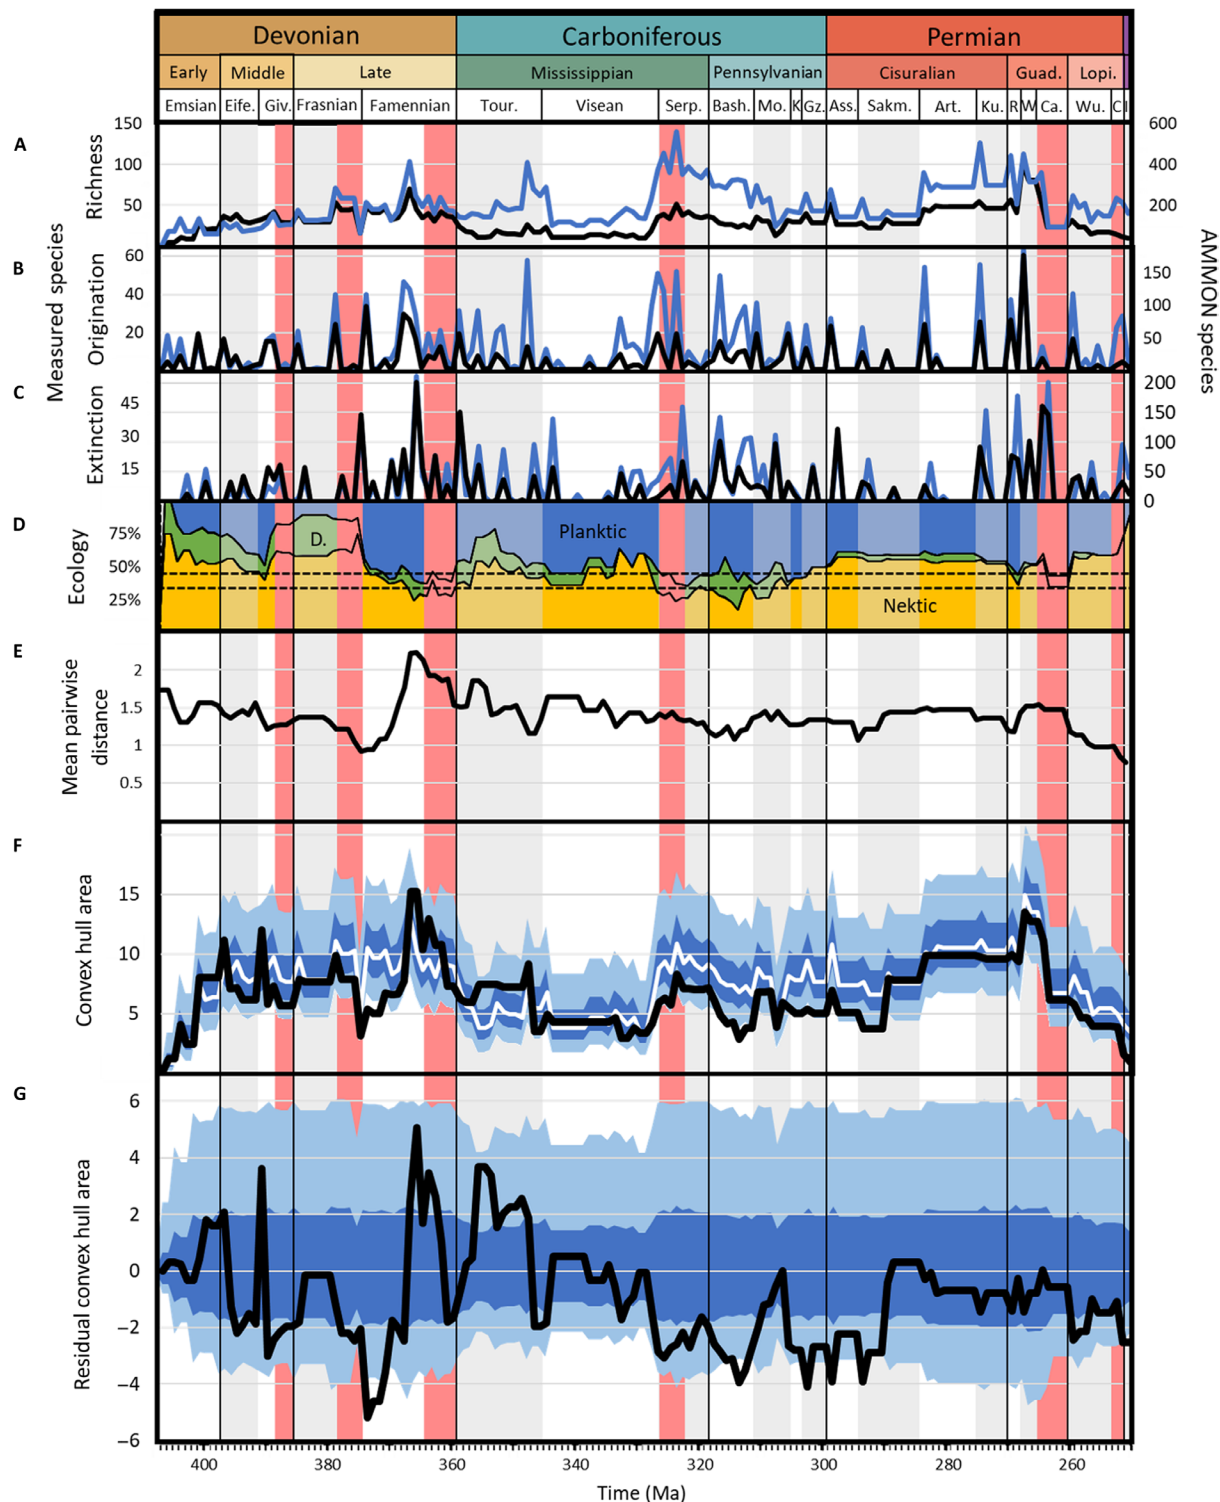 Devonian Carboniferous Permian
Early Middle Late Mississippian Pennsylvanian Cisuralian Guad. Lopi.
Emsian Eife. Giv. Frasnian Famennian Tour. Visean Serp. Bash. Mo. K Gz. Ass. Sakm. Art. Ku. R W Ca. Wu. C I
A
Richness
150
100
50
600
400
200
Measured species
AMMON species
B
Origination
60
40
20
150
100
50
C
Extinction
45
30
15
200
150
100
50
0
D
Ecology
75%
50%
25%
D.
Planktic
Nektic
E
Mean pairwise
distance
2
1.5
1
0.5
F
Convex hull area
15
10
5
G
Residual convex hull area
6
4
2
0
−2
−4
−6
400 380 360 340 320 300 280 260
Time (Ma)